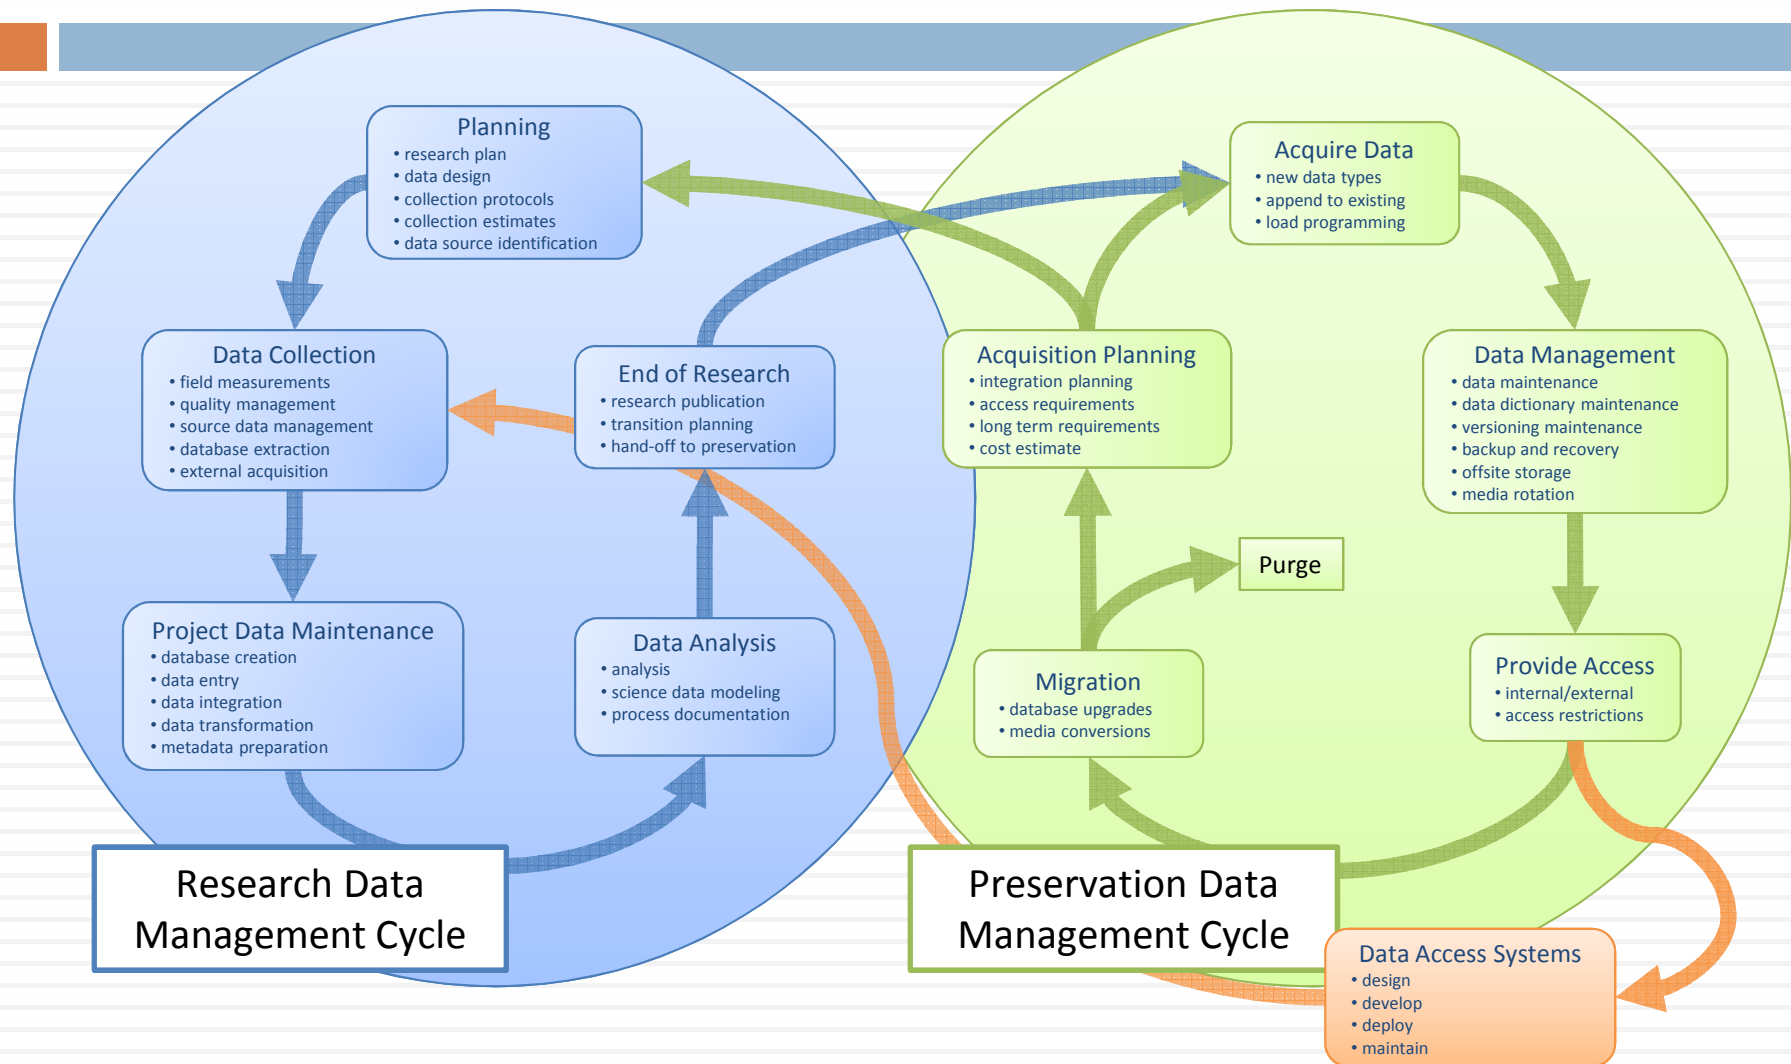 Planning
• research plan
• data design
• collection protocols
• collection estimates
• data source identification
Data Collection
• field measurements
• quality management
• source data management
• database extraction
• external acquisition
Project Data Maintenance
• database creation
• data entry
• data integration
• data transformation
• metadata preparation
Data Analysis
• analysis
• science data modeling
• process documentation
End of Research
• research publication
• transition planning
• hand-off to preservation
Research Data
Management Cycle
Acquire Data
• new data types
• append to existing
• load programming
Data Management
• data maintenance
• data dictionary maintenance
• versioning maintenance
• backup and recovery
• offsite storage
• media rotation
Provide Access
• internal/external
• access restrictions
Migration
• database upgrades
• media conversions
Purge
Acquisition Planning
• integration planning
• access requirements
• long term requirements
• cost estimate
Preservation Data
Management Cycle
Data Access Systems
• design
• develop
• deploy
• maintain